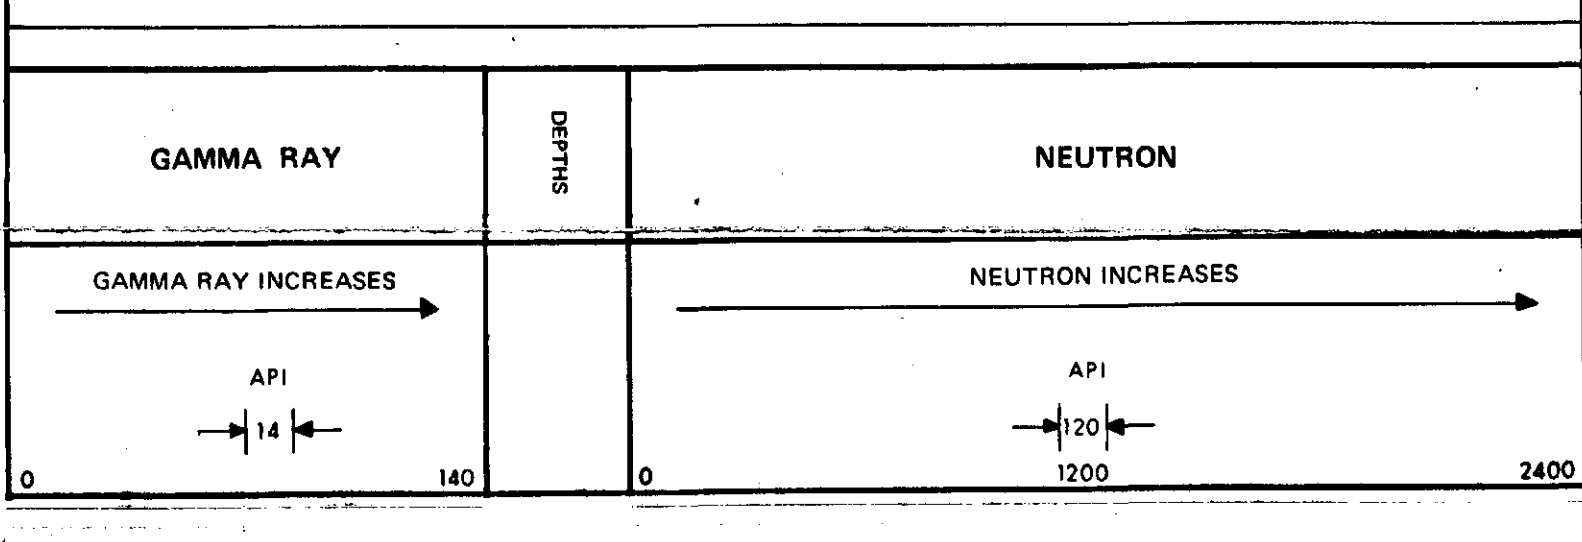 GAMMA RAY
DEPTHS
NEUTRON
GAMMA RAY INCREASES
NEUTRON INCREASES
API
14
0
140
API
120
0
1200
2400